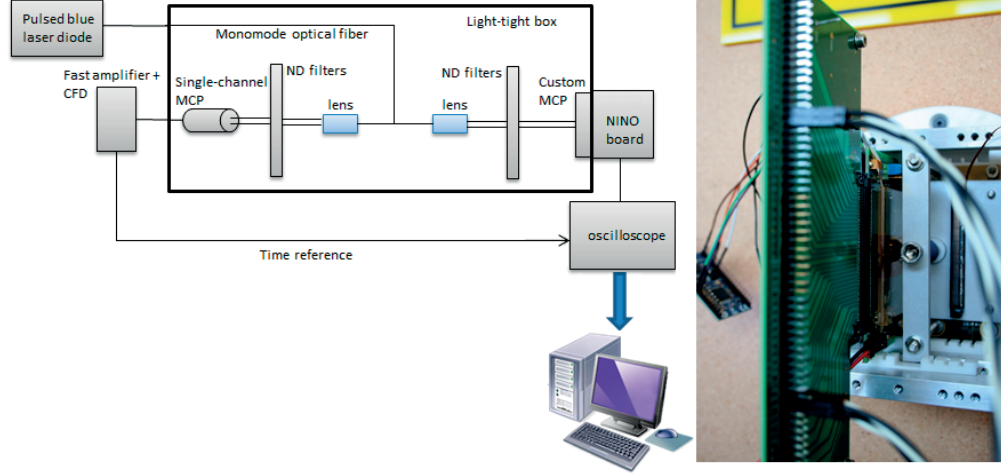 Pulsed blue
laser diode
Light-tight box
Monomode optical fiber
Fast amplifier +
CFD
Single-channel
MCP
ND filters
lens
lens
ND filters
Custom
MCP
NINO
board
oscilloscope
Time reference